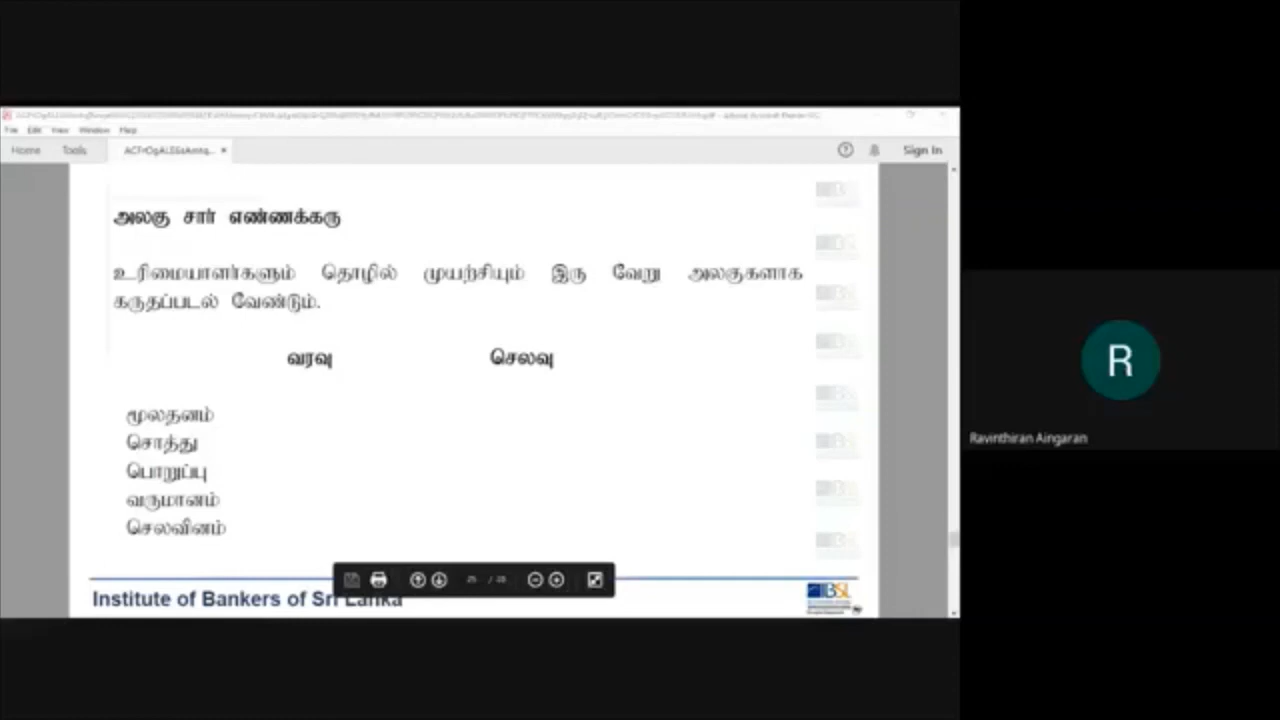 File Edit View Window Help
Home Tools ACFrOgALEGsAmtq... × Sign In
அலகு சார் எண்ணக்கரு
உரிமையாளர்களும் தொழில் முயற்சியும் இரு வேறு அலகுகளாக
கருதப்படல் வேண்டும்.
வரவு செலவு
மூலதனம்
சொத்து
பொறுப்பு
வருமானம்
செலவினம்
Institute of Bankers of Sri Lanka
IBSL
R
Ravinthiran Aingaran